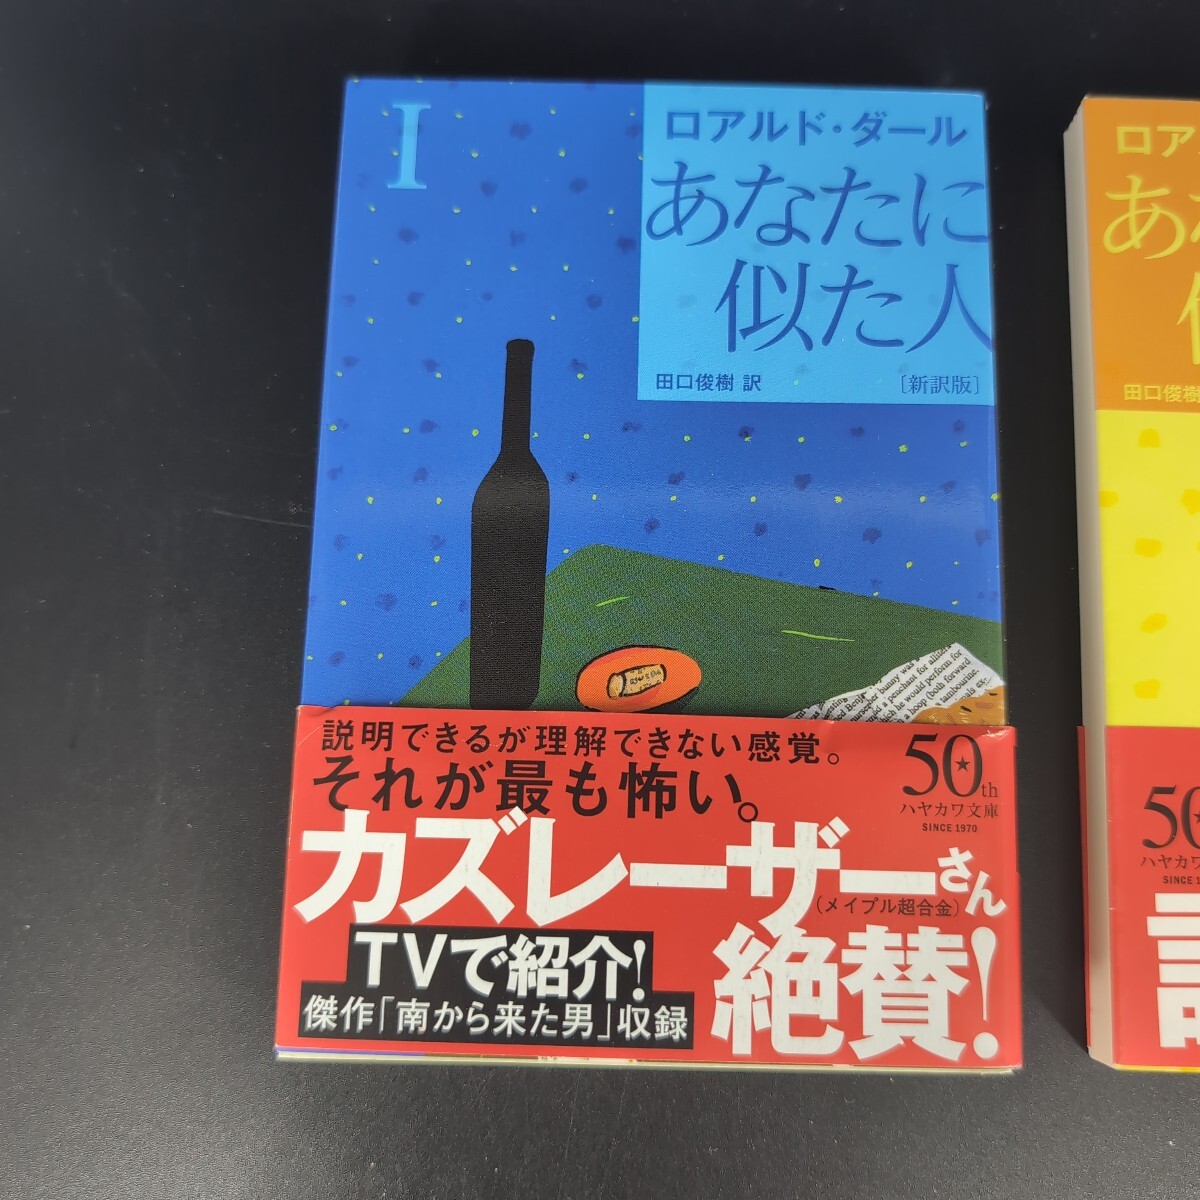 I
ロアルド・ダール
あなたに
似た人
田口俊樹 訳 [新訳版]
説明できるが理解できない感覚。
それが最も怖い。
50th
ハヤカワ文庫
SINCE 1970
カズレーザーさん
(メイプル超合金)
TVで紹介!
絶賛!
傑作「南から来た男」収録
ロア
あ
田口俊樹
50
ハヤカワ
SINCE 1